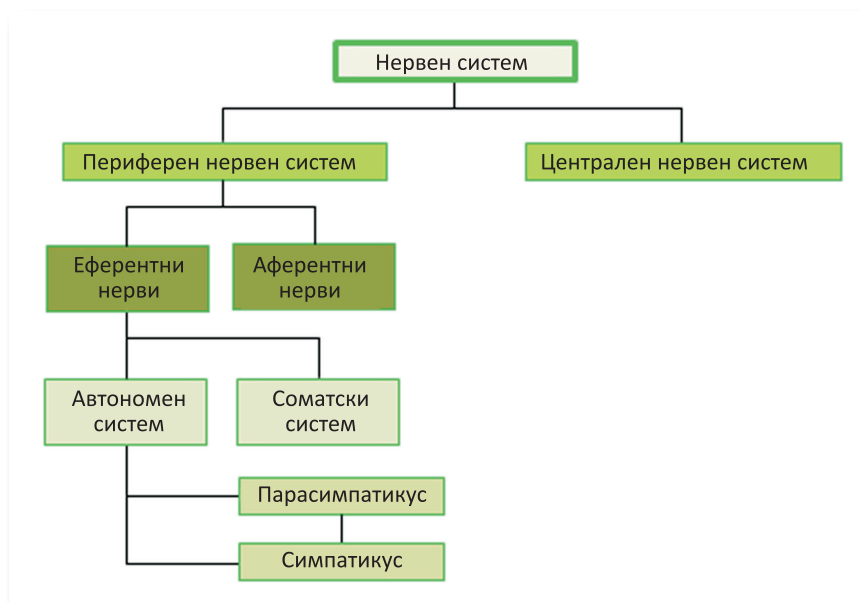 Нервен систем
Периферен нервен систем
Централен нервен систем
Еферентни
нерви
Аферентни
нерви
Автономен
систем
Соматски
систем
Парасимпатикус
Симпатикус